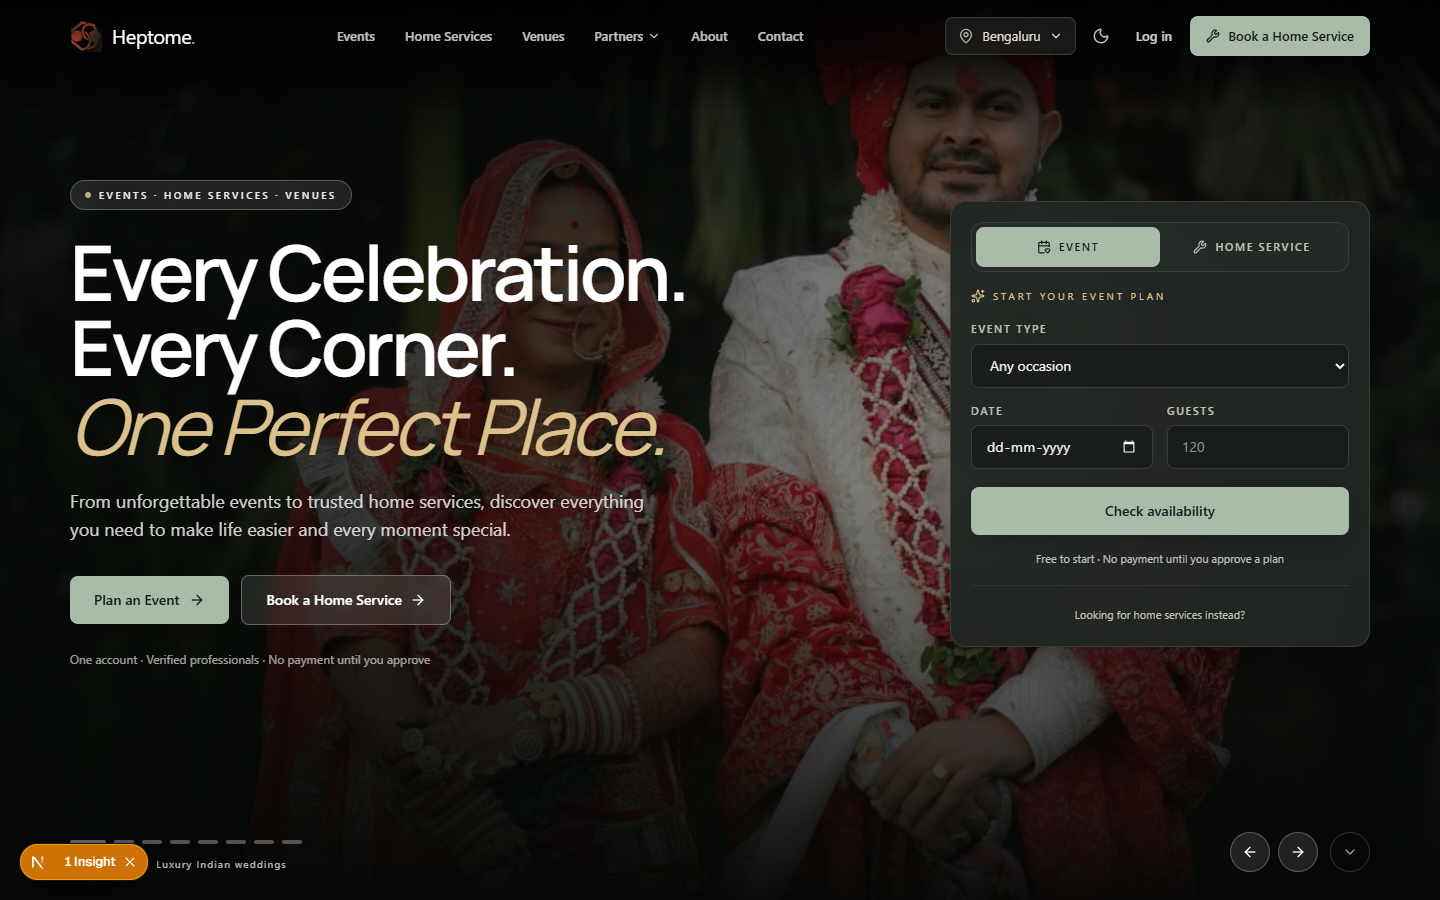 Heptome.
Events
Home Services
Venues
Partners
About
Contact
Bengaluru
Log in
Book a Home Service
EVENTS · HOME SERVICES · VENUES
Every Celebration.
Every Corner.
One Perfect Place.
From unforgettable events to trusted home services, discover everything
you need to make life easier and every moment special.
Plan an Event
Book a Home Service
One account · Verified professionals · No payment until you approve
EVENT
HOME SERVICE
START YOUR EVENT PLAN
EVENT TYPE
Any occasion
DATE
GUESTS
dd-mm-yyyy
120
Check availability
Free to start · No payment until you approve a plan
Looking for home services instead?
N
1 Insight
Luxury Indian weddings